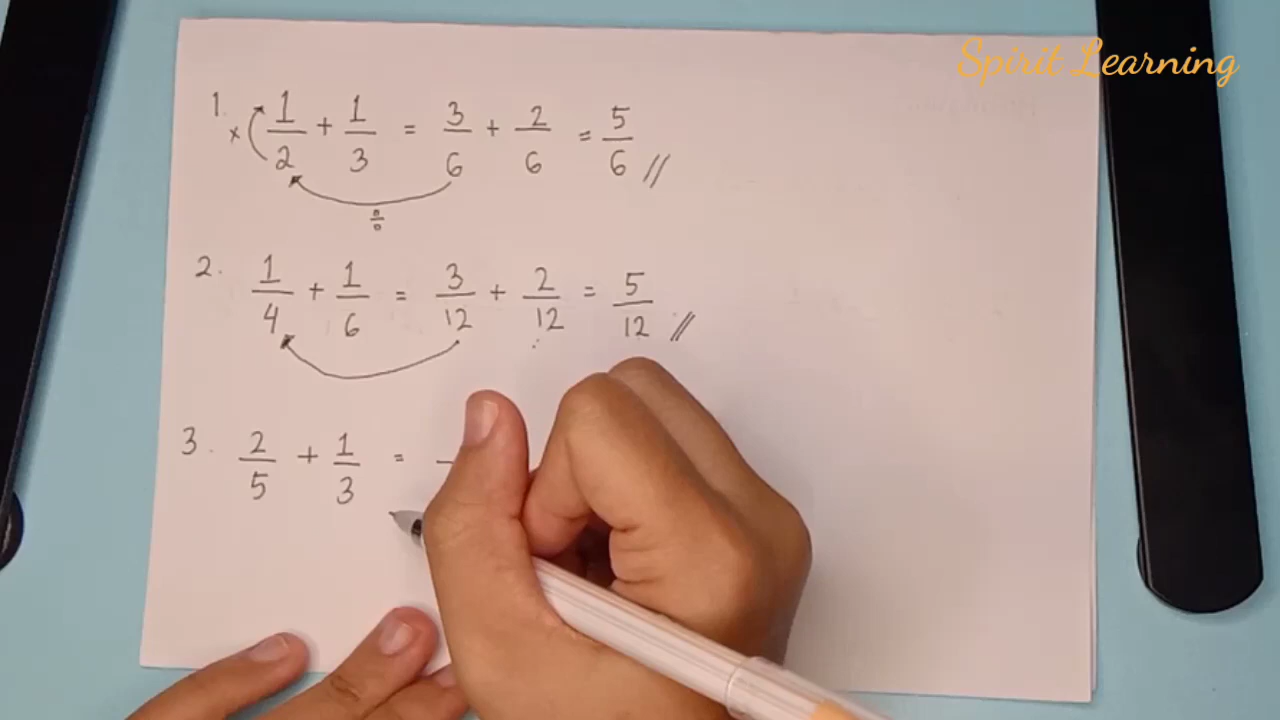 Spirit Learning
1. × 1/2 + 1/3 = 3/6 + 2/6 = 5/6 //
÷
2. 1/4 + 1/6 = 3/12 + 2/12 = 5/12 //
3. 2/5 + 1/3 =